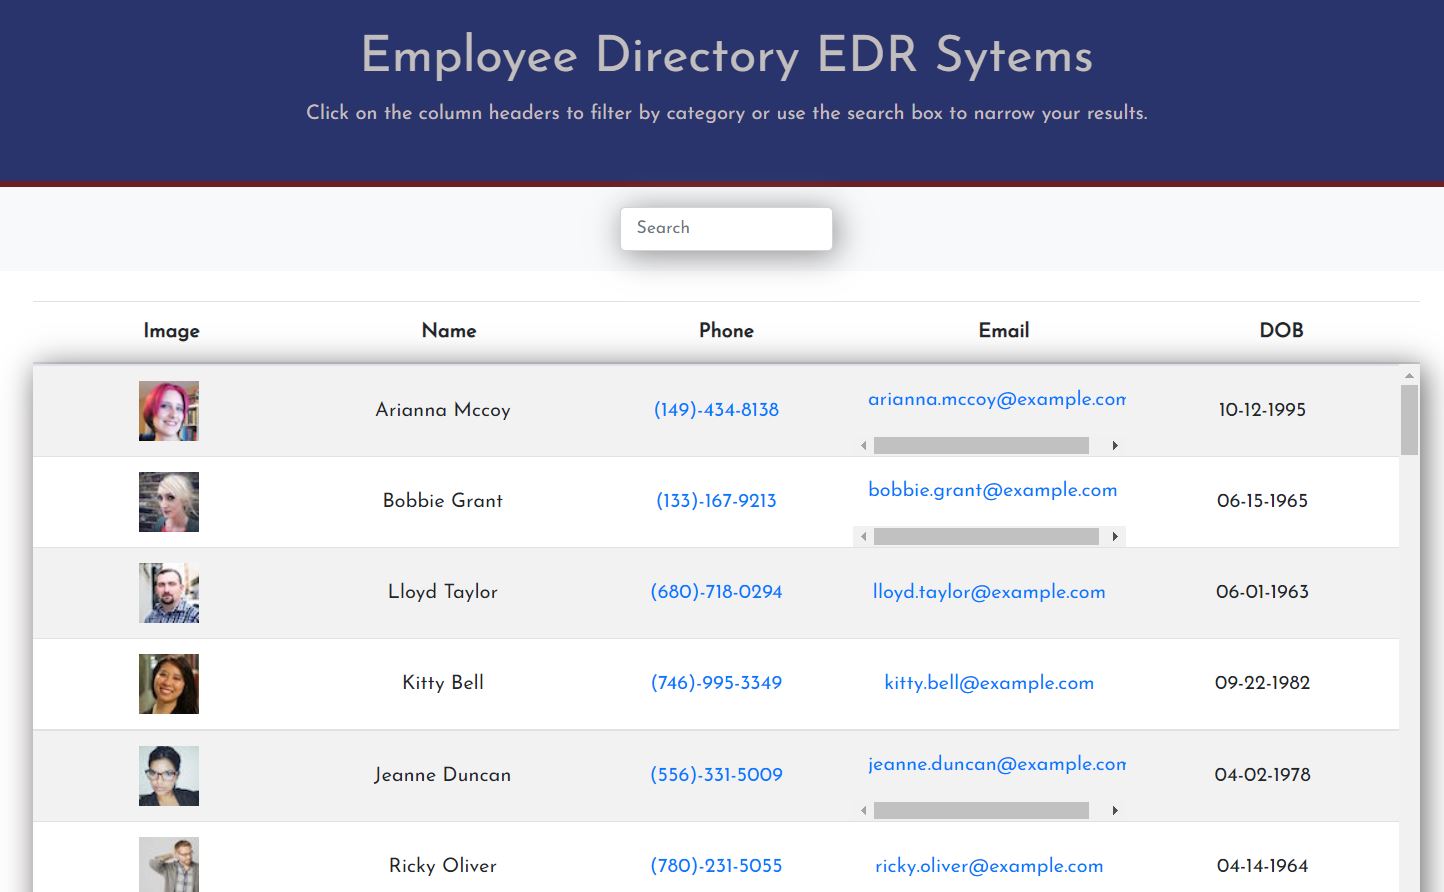 Employee Directory EDR Sytems
Click on the column headers to filter by category or use the search box to narrow your results.
Search
Image Name Phone Email DOB
Arianna Mccoy (149)-434-8138 arianna.mccoy@example.com 10-12-1995
Bobbie Grant (133)-167-9213 bobbie.grant@example.com 06-15-1965
Lloyd Taylor (680)-718-0294 lloyd.taylor@example.com 06-01-1963
Kitty Bell (746)-995-3349 kitty.bell@example.com 09-22-1982
Jeanne Duncan (556)-331-5009 jeanne.duncan@example.com 04-02-1978
Ricky Oliver (780)-231-5055 ricky.oliver@example.com 04-14-1964